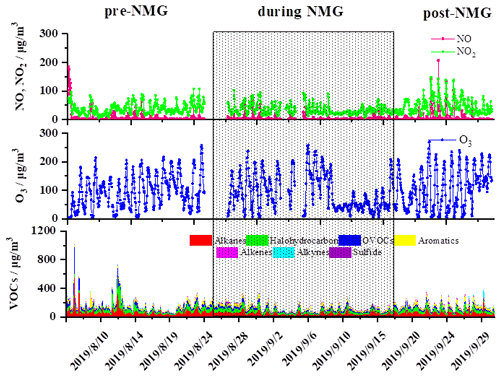 pre-NMG during NMG post-NMG
NO, NO2 / μg/m3
300
200
100
0
NO
NO2
O3 / μg/m3
300
200
100
0
O3
VOCs / μg/m3
1200
800
400
0
Alkanes Halohydrocarbon OVOCs Aromatics
Alkenes Alkynes Sulfide
2019/8/10 2019/8/14 2019/8/19 2019/8/24 2019/8/28 2019/9/2 2019/9/6 2019/9/10 2019/9/15 2019/9/20 2019/9/24 2019/9/29